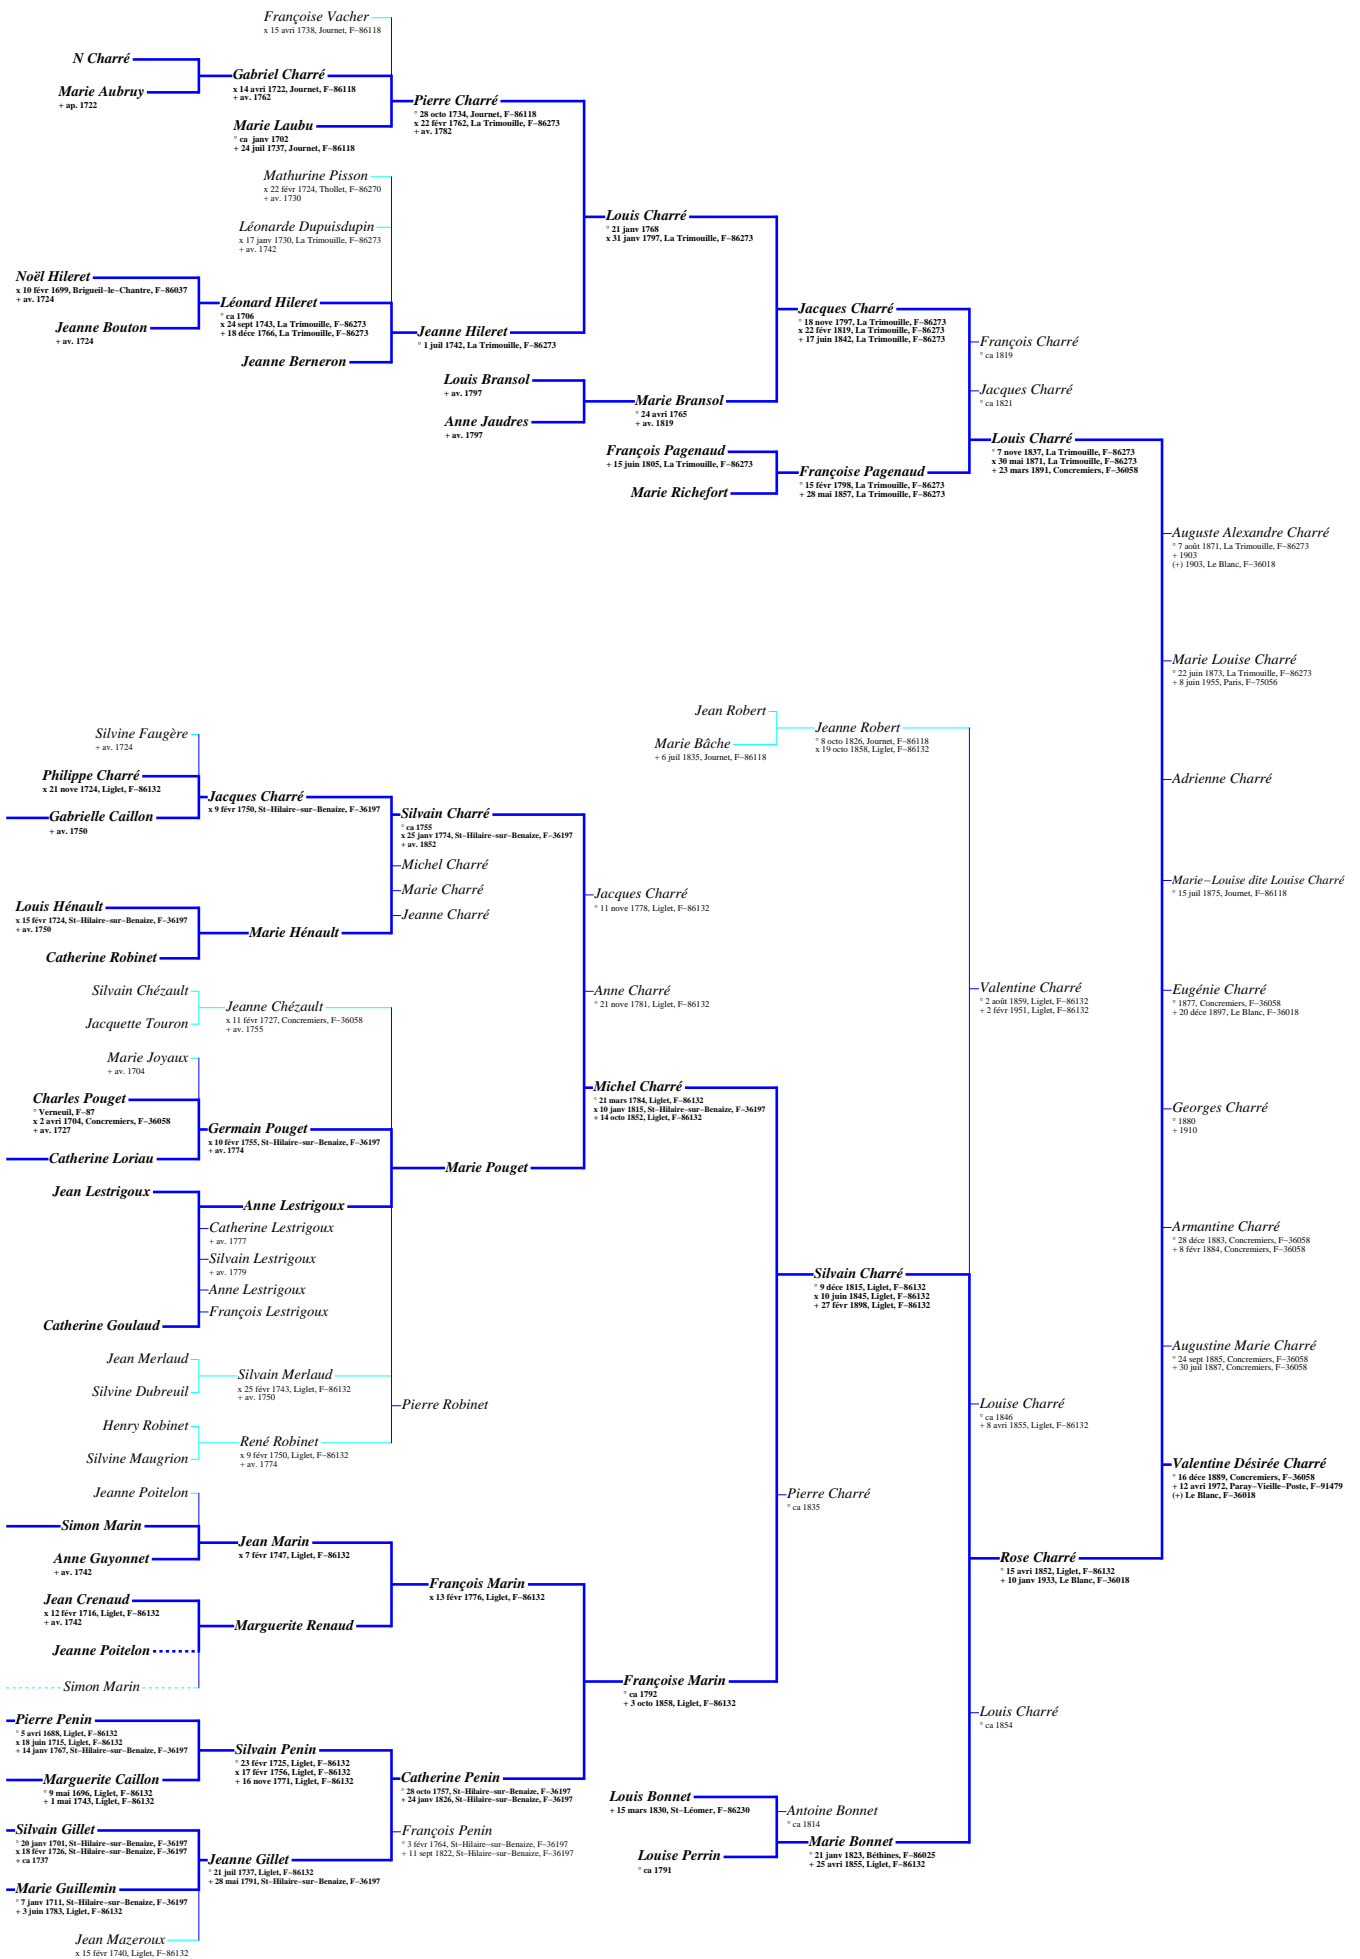 Françoise Vacher
x 15 avri 1738, Journet, F−86118
N Charré
Marie Aubruy
+ ap. 1722
Gabriel Charré
x 14 avri 1722, Journet, F−86118
+ av. 1762
Marie Laubu
° ca  janv 1702
+ 24 juil 1737, Journet, F−86118
Pierre Charré
° 28 octo 1734, Journet, F−86118
x 22 févr 1762, La Trimouille, F−86273
+ av. 1782
Mathurine Pisson
x 22 févr 1724, Thollet, F−86270
+ av. 1730
Léonarde Dupuisdupin
x 17 janv 1730, La Trimouille, F−86273
+ av. 1742
Louis Charré
° 21 janv 1768
x 31 janv 1797, La Trimouille, F−86273
Noël Hileret
x 10 févr 1699, Brigueil−le−Chantre, F−86037
+ av. 1724
Jeanne Bouton
+ av. 1724
Léonard Hileret
° ca 1706
x 24 sept 1743, La Trimouille, F−86273
+ 18 déce 1766, La Trimouille, F−86273
Jeanne Berneron
Jeanne Hileret
° 1 juil 1742, La Trimouille, F−86273
Jacques Charré
° 18 nove 1797, La Trimouille, F−86273
x 22 févr 1819, La Trimouille, F−86273
+ 17 juin 1842, La Trimouille, F−86273
François Charré
° ca 1819
Louis Bransol
+ av. 1797
Anne Jaudres
+ av. 1797
Marie Bransol
° 24 avri 1765
+ av. 1819
Jacques Charré
° ca 1821
Louis Charré
° 7 nove 1837, La Trimouille, F−86273
x 30 mai 1871, La Trimouille, F−86273
+ 23 mars 1891, Concremiers, F−36058
François Pagenaud
+ 15 juin 1805, La Trimouille, F−86273
Marie Richefort
Françoise Pagenaud
° 15 févr 1798, La Trimouille, F−86273
+ 28 mai 1857, La Trimouille, F−86273
Auguste Alexandre Charré
° 7 août 1871, La Trimouille, F−86273
+ 1903
(+) 1903, Le Blanc, F−36018
Marie Louise Charré
° 22 juin 1873, La Trimouille, F−86273
+ 8 juin 1955, Paris, F−75056
Jean Robert
Marie Bâche
+ 6 juil 1835, Journet, F−86118
Jeanne Robert
° 8 octo 1826, Journet, F−86118
x 19 octo 1858, Liglet, F−86132
Silvine Faugère
+ av. 1724
Philippe Charré
x 21 nove 1724, Liglet, F−86132
Gabrielle Caillon
+ av. 1750
Jacques Charré
x 9 févr 1750, St−Hilaire−sur−Benaize, F−36197
Silvain Charré
° ca 1755
x 25 janv 1774, St−Hilaire−sur−Benaize, F−36197
+ av. 1852
Adrienne Charré
Michel Charré
Marie Charré
Jeanne Charré
Jacques Charré
° 11 nove 1778, Liglet, F−86132
Marie−Louise dite Louise Charré
° 15 juil 1875, Journet, F−86118
Louis Hénault
x 15 févr 1724, St−Hilaire−sur−Benaize, F−36197
+ av. 1750
Marie Hénault
Catherine Robinet
Silvain Chézault
Jacquette Touron
Jeanne Chézault
x 11 févr 1727, Concremiers, F−36058
+ av. 1755
Anne Charré
° 21 nove 1781, Liglet, F−86132
Valentine Charré
° 2 août 1859, Liglet, F−86132
+ 2 févr 1951, Liglet, F−86132
Eugénie Charré
° 1877, Concremiers, F−36058
+ 20 déce 1897, Le Blanc, F−36018
Marie Joyaux
+ av. 1704
Charles Pouget
° Verneuil, F−87
x 2 avri 1704, Concremiers, F−36058
+ av. 1727
Catherine Loriau
Germain Pouget
x 10 févr 1755, St−Hilaire−sur−Benaize, F−36197
+ av. 1774
Marie Pouget
Michel Charré
° 21 mars 1784, Liglet, F−86132
x 10 janv 1815, St−Hilaire−sur−Benaize, F−36197
+ 14 octo 1852, Liglet, F−86132
Georges Charré
° 1880
+ 1910
Jean Lestrigoux
Anne Lestrigoux
Catherine Lestrigoux
+ av. 1777
Silvain Lestrigoux
+ av. 1779
Anne Lestrigoux
François Lestrigoux
Catherine Goulaud
Armantine Charré
° 28 déce 1883, Concremiers, F−36058
+ 8 févr 1884, Concremiers, F−36058
Silvain Charré
° 9 déce 1815, Liglet, F−86132
x 10 juin 1845, Liglet, F−86132
+ 27 févr 1898, Liglet, F−86132
Jean Merlaud
Silvine Dubreuil
Silvain Merlaud
x 25 févr 1743, Liglet, F−86132
+ av. 1750
Augustine Marie Charré
° 24 sept 1885, Concremiers, F−36058
+ 30 juil 1887, Concremiers, F−36058
Pierre Robinet
Louise Charré
° ca 1846
+ 8 avri 1855, Liglet, F−86132
Henry Robinet
Silvine Maugrion
René Robinet
x 9 févr 1750, Liglet, F−86132
+ av. 1774
Valentine Désirée Charré
° 16 déce 1889, Concremiers, F−36058
+ 12 avri 1972, Paray−Vieille−Poste, F−91479
(+) Le Blanc, F−36018
Jeanne Poitelon
Simon Marin
Anne Guyonnet
+ av. 1742
Jean Marin
x 7 févr 1747, Liglet, F−86132
Pierre Charré
° ca 1835
Rose Charré
° 15 avri 1852, Liglet, F−86132
+ 10 janv 1933, Le Blanc, F−36018
François Marin
x 13 févr 1776, Liglet, F−86132
Jean Crenaud
x 12 févr 1716, Liglet, F−86132
+ av. 1742
Marguerite Renaud
Jeanne Poitelon
Simon Marin
Françoise Marin
° ca 1792
+ 3 octo 1858, Liglet, F−86132
Louis Charré
° ca 1854
Pierre Penin
° 5 avri 1688, Liglet, F−86132
x 18 juin 1715, Liglet, F−86132
+ 14 janv 1767, St−Hilaire−sur−Benaize, F−36197
Marguerite Caillon
° 9 mai 1696, Liglet, F−86132
+ 1 mai 1743, Liglet, F−86132
Silvain Penin
° 23 févr 1725, Liglet, F−86132
x 17 févr 1756, Liglet, F−86132
+ 16 nove 1771, Liglet, F−86132
Catherine Penin
° 28 octo 1757, St−Hilaire−sur−Benaize, F−36197
+ 24 janv 1826, St−Hilaire−sur−Benaize, F−36197
Louis Bonnet
+ 15 mars 1830, St−Léomer, F−86230
Antoine Bonnet
° ca 1814
Marie Bonnet
° 21 janv 1823, Béthines, F−86025
+ 25 avri 1855, Liglet, F−86132
Louise Perrin
° ca 1791
Silvain Gillet
° 20 janv 1701, St−Hilaire−sur−Benaize, F−36197
x 18 févr 1726, St−Hilaire−sur−Benaize, F−36197
+ ca 1737
François Penin
° 3 févr 1764, St−Hilaire−sur−Benaize, F−36197
+ 11 sept 1822, St−Hilaire−sur−Benaize, F−36197
Jeanne Gillet
° 21 juil 1737, Liglet, F−86132
+ 28 mai 1791, St−Hilaire−sur−Benaize, F−36197
Marie Guillemin
° 7 janv 1711, St−Hilaire−sur−Benaize, F−36197
+ 3 juin 1783, Liglet, F−86132
Jean Mazeroux
x 15 févr 1740, Liglet, F−86132